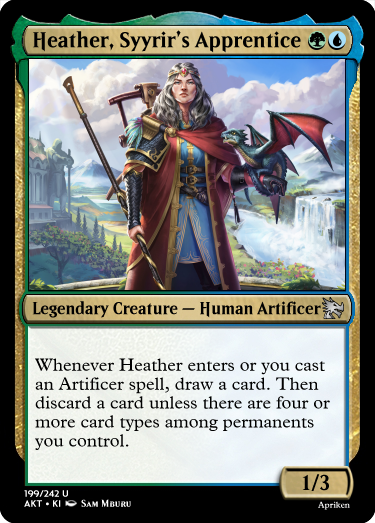 Heather, Syyrir's Apprentice
Legendary Creature — Human Artificer
Whenever Heather enters or you cast
an Artificer spell, draw a card. Then
discard a card unless there are four or
more card types among permanents
you control.
1/3
199/242 U
AKT • KI Sam Mburu
Apriken